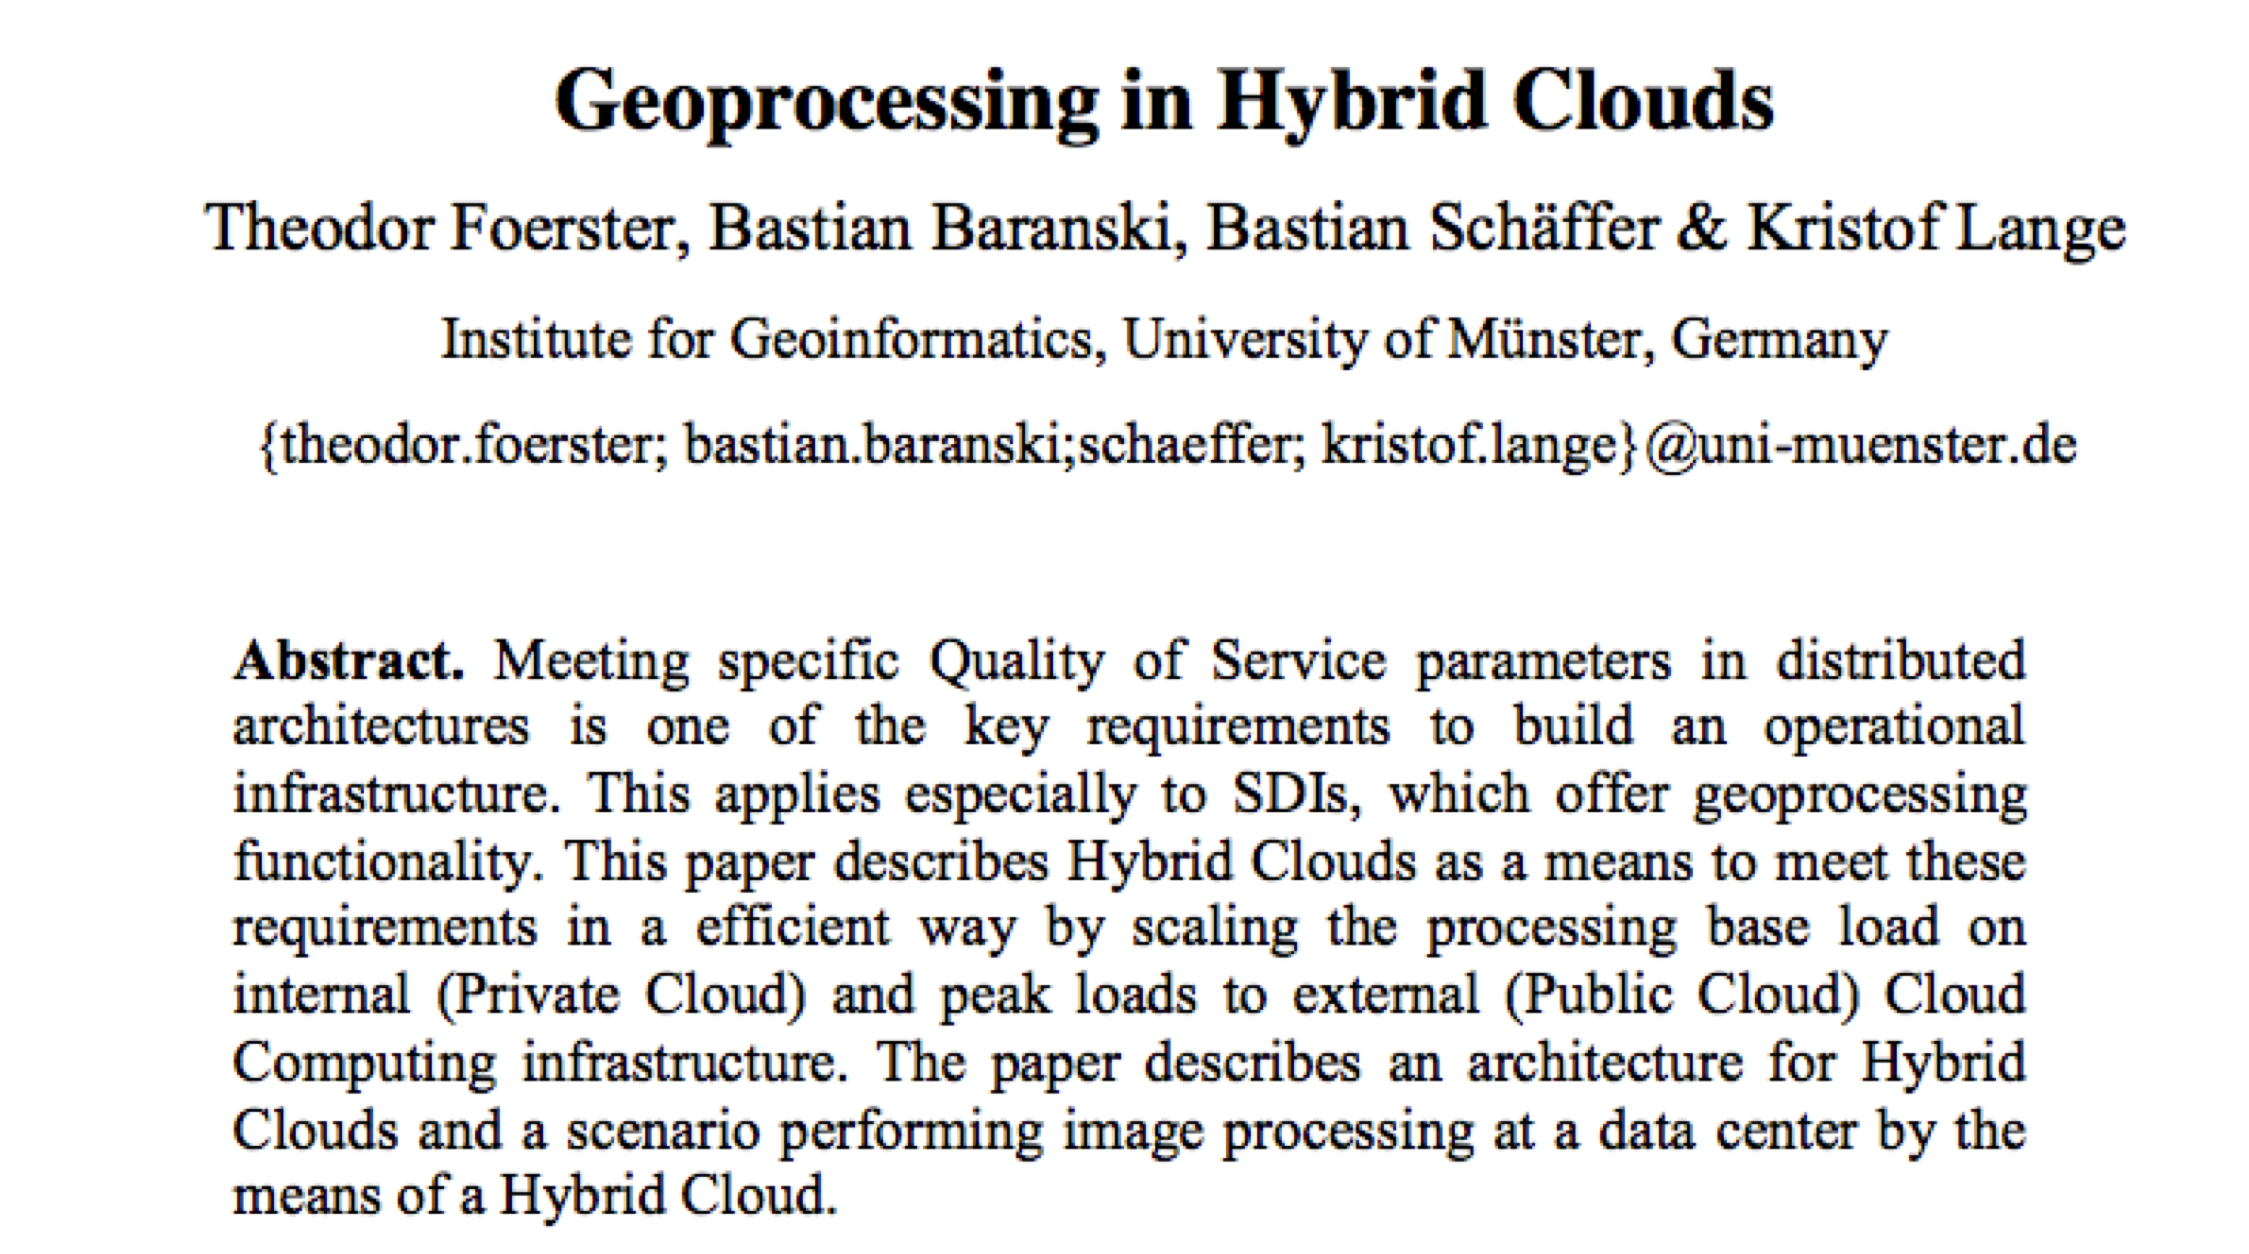 Geoprocessing in Hybrid Clouds
Theodor Foerster, Bastian Baranski, Bastian Schäffer & Kristof Lange
Institute for Geoinformatics, University of Münster, Germany
{theodor.foerster; bastian.baranski;schaeffer; kristof.lange}@uni-muenster.de
Abstract. Meeting specific Quality of Service parameters in distributed
architectures is one of the key requirements to build an operational
infrastructure. This applies especially to SDIs, which offer geoprocessing
functionality. This paper describes Hybrid Clouds as a means to meet these
requirements in a efficient way by scaling the processing base load on
internal (Private Cloud) and peak loads to external (Public Cloud) Cloud
Computing infrastructure. The paper describes an architecture for Hybrid
Clouds and a scenario performing image processing at a data center by the
means of a Hybrid Cloud.